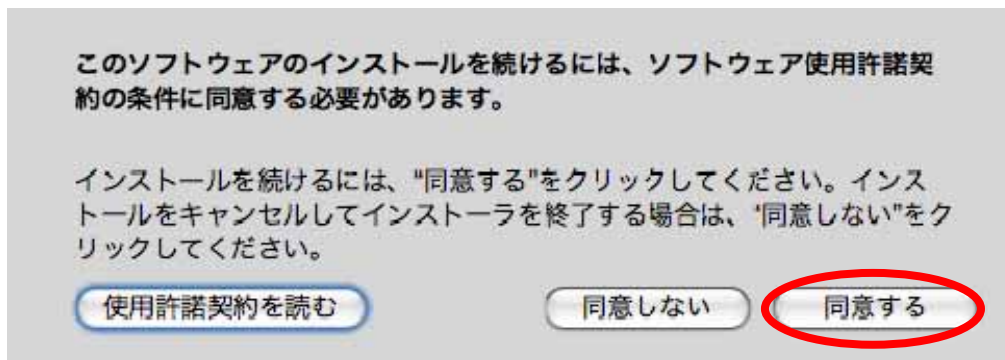 このソフトウェアのインストールを続けるには、ソフトウェア使用許諾契
約の条件に同意する必要があります。
インストールを続けるには、"同意する"をクリックしてください。インス
トールをキャンセルしてインストーラを終了する場合は、"同意しない"をク
リックしてください。
使用許諾契約を読む 同意しない 同意する